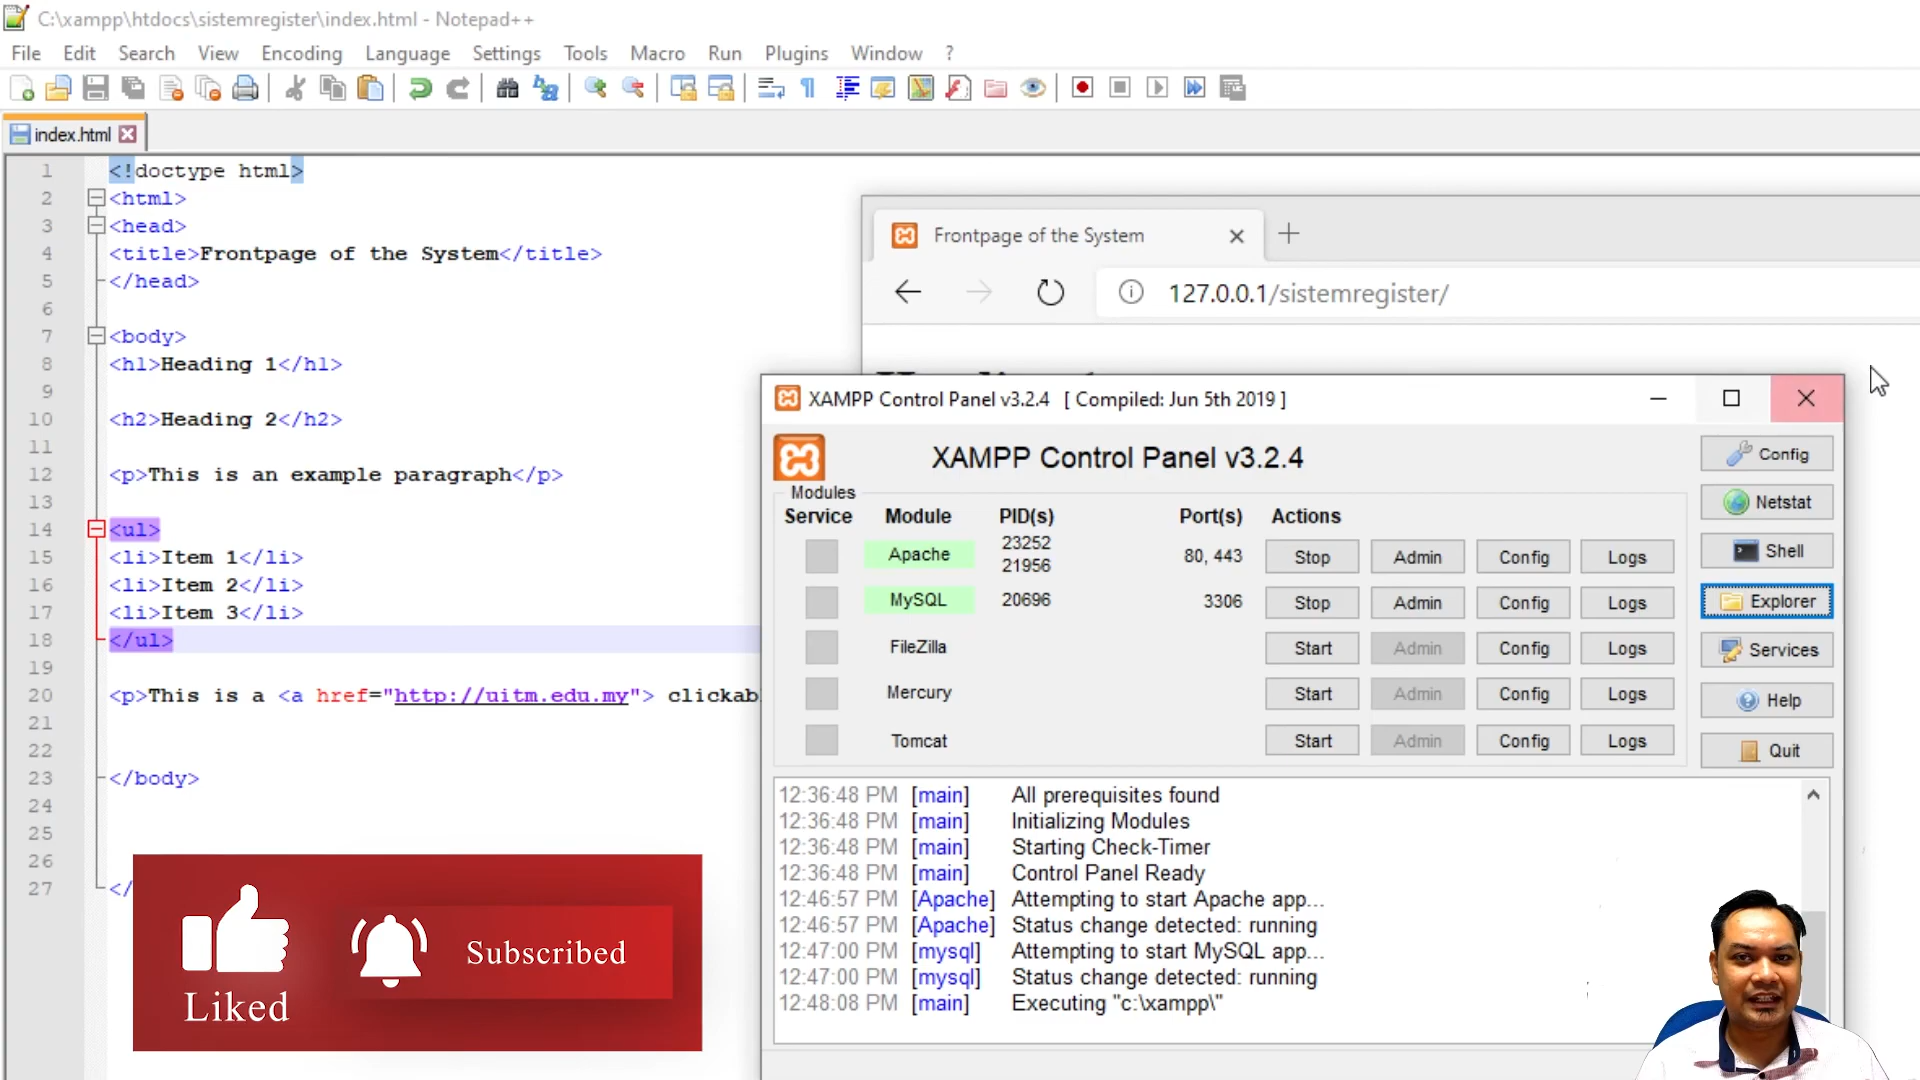 C:\xampp\htdocs\sistemregister\index.html - Notepad++
File Edit Search View Encoding Language Settings Tools Macro Run Plugins Window ?
index.html
1 <!doctype html>
2 <html>
3 <head>
4 <title>Frontpage of the System</title>
5 </head>
6
7 <body>
8 <h1>Heading 1</h1>
9
10 <h2>Heading 2</h2>
11
12 <p>This is an example paragraph</p>
13
14 <ul>
15 <li>Item 1</li>
16 <li>Item 2</li>
17 <li>Item 3</li>
18 </ul>
19
20 <p>This is a <a href="http://uitm.edu.my"> clickab
21
22
23 </body>
24
25
26
27 </
Frontpage of the System
127.0.0.1/sistemregister/
XAMPP Control Panel v3.2.4 [ Compiled: Jun 5th 2019 ]
XAMPP Control Panel v3.2.4
Modules
Service Module PID(s) Port(s) Actions
Apache 23252 21956 80, 443 Stop Admin Config Logs
MySQL 20696 3306 Stop Admin Config Logs
FileZilla Start Admin Config Logs
Mercury Start Admin Config Logs
Tomcat Start Admin Config Logs
Config
Netstat
Shell
Explorer
Services
Help
Quit
12:36:48 PM [main] All prerequisites found
12:36:48 PM [main] Initializing Modules
12:36:48 PM [main] Starting Check-Timer
12:36:48 PM [main] Control Panel Ready
12:46:57 PM [Apache] Attempting to start Apache app...
12:46:57 PM [Apache] Status change detected: running
12:47:00 PM [mysql] Attempting to start MySQL app...
12:47:00 PM [mysql] Status change detected: running
12:48:08 PM [main] Executing "c:\xampp\"
Liked
Subscribed